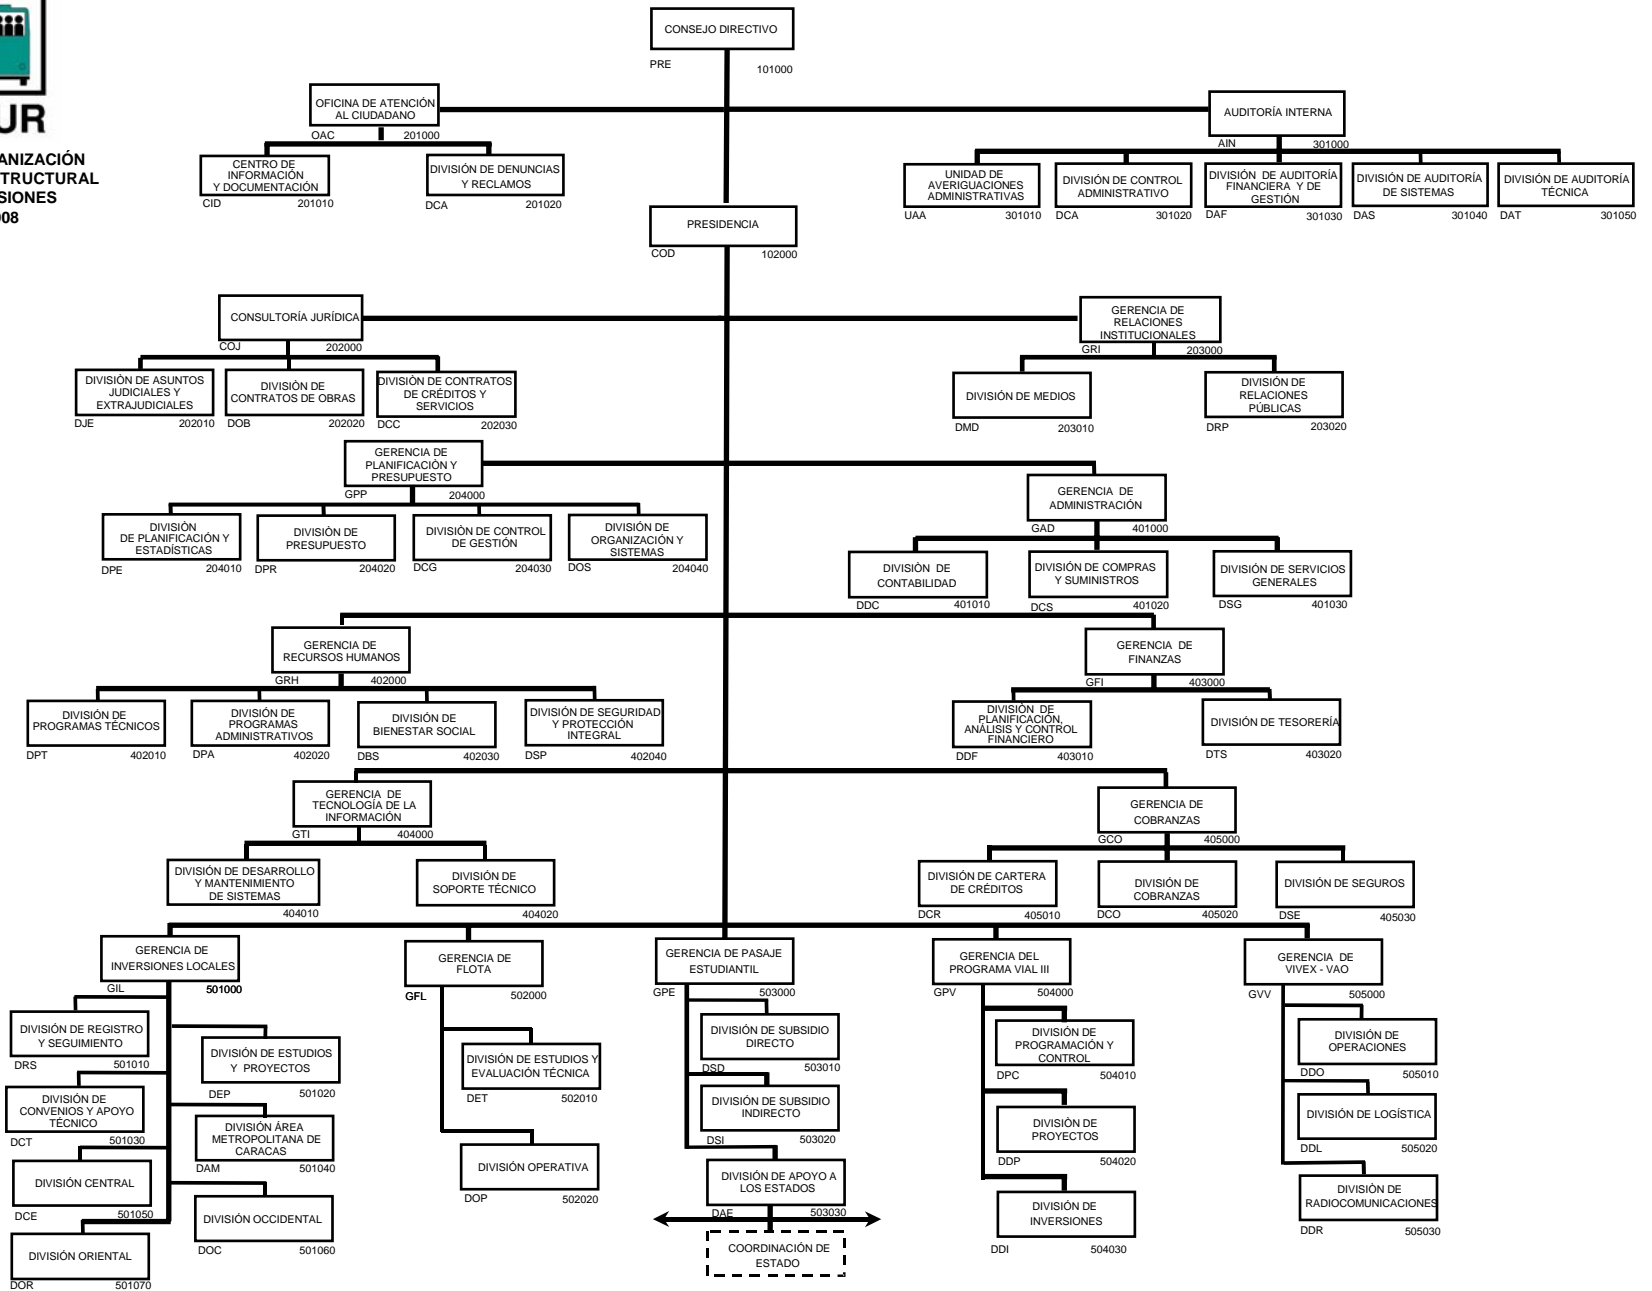 UR
ANIZACIÓN
TRUCTURAL
SIONES
008
CONSEJO DIRECTIVO
PRE 101000
OFICINA DE ATENCIÓN
AL CIUDADANO
OAC 201000
AUDITORÍA INTERNA
AIN 301000
CENTRO DE
INFORMACIÓN
Y DOCUMENTACIÓN
CID 201010
DIVISIÓN DE DENUNCIAS
Y RECLAMOS
DCA 201020
UNIDAD DE
AVERIGUACIONES
ADMINISTRATIVAS
UAA 301010
DIVISIÓN DE CONTROL
ADMINISTRATIVO
DCA 301020
DIVISIÓN DE AUDITORÍA
FINANCIERA Y DE
GESTIÓN
DAF 301030
DIVISIÓN DE AUDITORÍA
DE SISTEMAS
DAS 301040
DIVISIÓN DE AUDITORÍA
TÉCNICA
DAT 301050
PRESIDENCIA
COD 102000
CONSULTORÍA JURÍDICA
COJ 202000
GERENCIA DE
RELACIONES
INSTITUCIONALES
GRI 203000
DIVISIÒN DE ASUNTOS
JUDICIALES Y
EXTRAJUDICIALES
DJE 202010
DIVISIÒN DE
CONTRATOS DE OBRAS
DOB 202020
DIVISIÒN DE CONTRATOS
DE CRÉDITOS Y
SERVICIOS
DCC 202030
DIVISIÓN DE MEDIOS
DMD 203010
DIVISIÓN DE
RELACIONES
PÚBLICAS
DRP 203020
GERENCIA DE
PLANIFICACIÒN Y
PRESUPUESTO
GPP 204000
GERENCIA DE
ADMINISTRACIÓN
GAD 401000
DIVISIÓN
DE PLANIFICACIÓN Y
ESTADÍSTICAS
DPE 204010
DIVISIÓN DE
PRESUPUESTO
DPR 204020
DIVISIÓN DE CONTROL
DE GESTIÓN
DCG 204030
DIVISIÓN DE
ORGANIZACIÓN Y
SISTEMAS
DOS 204040
DIVISIÒN DE
CONTABILIDAD
DDC 401010
DIVISIÓN DE COMPRAS
Y SUMINISTROS
DCS 401020
DIVISIÓN DE SERVICIOS
GENERALES
DSG 401030
GERENCIA DE
RECURSOS HUMANOS
GRH 402000
GERENCIA DE
FINANZAS
GFI 403000
DIVISIÓN DE
PROGRAMAS TÉCNICOS
DPT 402010
DIVISIÓN DE
PROGRAMAS
ADMINISTRATIVOS
DPA 402020
DIVISIÓN DE
BIENESTAR SOCIAL
DBS 402030
DIVISIÓN DE SEGURIDAD
Y PROTECCIÓN
INTEGRAL
DSP 402040
DIVISIÒN DE
PLANIFICACIÓN,
ANÁLISIS Y CONTROL
FINANCIERO
DDF 403010
DIVISIÓN DE TESORERÍA
DTS 403020
GERENCIA DE
TECNOLOGÍA DE LA
INFORMACIÓN
GTI 404000
GERENCIA DE
COBRANZAS
GCO 405000
DIVISIÓN DE DESARROLLO
Y MANTENIMIENTO
DE SISTEMAS
404010
DIVISIÓN DE
SOPORTE TÉCNICO
404020
DIVISIÓN DE CARTERA
DE CRÉDITOS
DCR 405010
DIVISIÓN DE
COBRANZAS
DCO 405020
DIVISIÓN DE SEGUROS
DSE 405030
GERENCIA DE
INVERSIONES LOCALES
GIL 501000
GERENCIA DE
FLOTA
GFL 502000
GERENCIA DE PASAJE
ESTUDIANTIL
GPE 503000
GERENCIA DEL
PROGRAMA VIAL III
GPV 504000
GERENCIA DE
VIVEX - VAO
GVV 505000
DIVISIÓN DE REGISTRO
Y SEGUIMIENTO
DRS 501010
DIVISIÓN DE ESTUDIOS
Y PROYECTOS
DEP 501020
DIVISIÓN DE
CONVENIOS Y APOYO
TÉCNICO
DCT 501030
DIVISIÓN ÁREA
METROPOLITANA DE
CARACAS
DAM 501040
DIVISIÓN CENTRAL
DCE 501050
DIVISIÓN OCCIDENTAL
DOC 501060
DIVISIÓN ORIENTAL
DOR 501070
DIVISIÓN DE ESTUDIOS Y
EVALUACIÓN TÉCNICA
DET 502010
DIVISIÓN OPERATIVA
DOP 502020
DIVISIÓN DE SUBSIDIO
DIRECTO
DSD 503010
DIVISIÓN DE SUBSIDIO
INDIRECTO
DSI 503020
DIVISIÓN DE APOYO A
LOS ESTADOS
DAE 503030
COORDINACIÓN DE
ESTADO
DIVISIÓN DE
PROGRAMACIÓN Y
CONTROL
DPC 504010
DIVISIÓN DE
PROYECTOS
DDP 504020
DIVISIÓN DE
INVERSIONES
DDI 504030
DIVISIÓN DE
OPERACIONES
DDO 505010
DIVISIÓN DE LOGÍSTICA
DDL 505020
DIVISIÒN DE
RADIOCOMUNICACIONES
DDR 505030